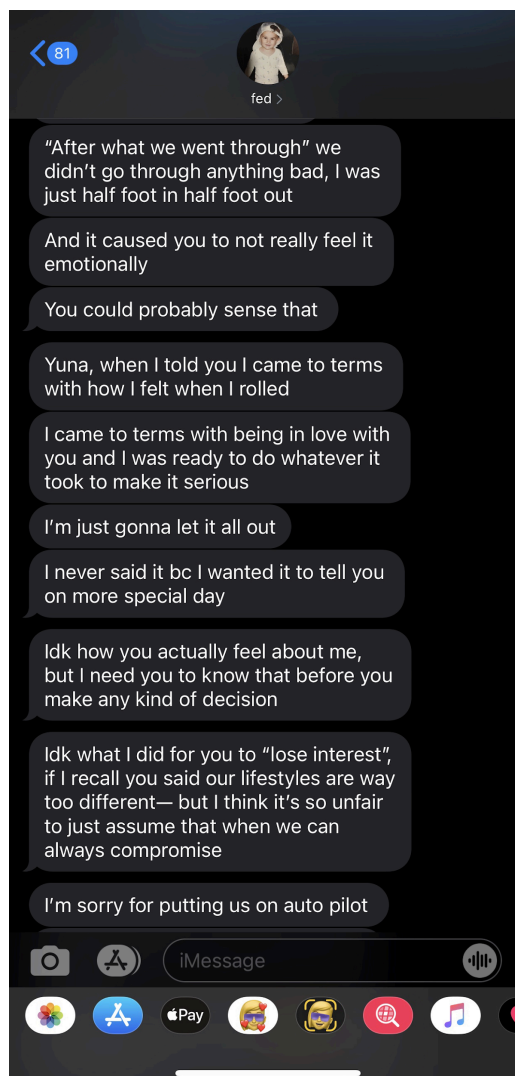 81
fed
“After what we went through” we
didn’t go through anything bad, I was
just half foot in half foot out
And it caused you to not really feel it
emotionally
You could probably sense that
Yuna, when I told you I came to terms
with how I felt when I rolled
I came to terms with being in love with
you and I was ready to do whatever it
took to make it serious
I’m just gonna let it all out
I never said it bc I wanted it to tell you
on more special day
Idk how you actually feel about me,
but I need you to know that before you
make any kind of decision
Idk what I did for you to “lose interest”,
if I recall you said our lifestyles are way
too different— but I think it’s so unfair
to just assume that when we can
always compromise
I’m sorry for putting us on auto pilot
iMessage
Pay